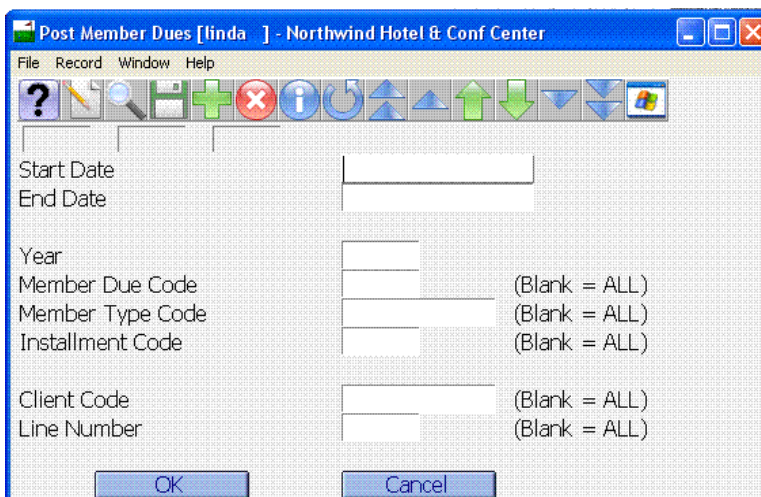 Post Member Dues [linda ] - Northwind Hotel & Conf Center
File Record Window Help
Start Date
End Date
Year
Member Due Code (Blank = ALL)
Member Type Code (Blank = ALL)
Installment Code (Blank = ALL)
Client Code (Blank = ALL)
Line Number (Blank = ALL)
OK Cancel